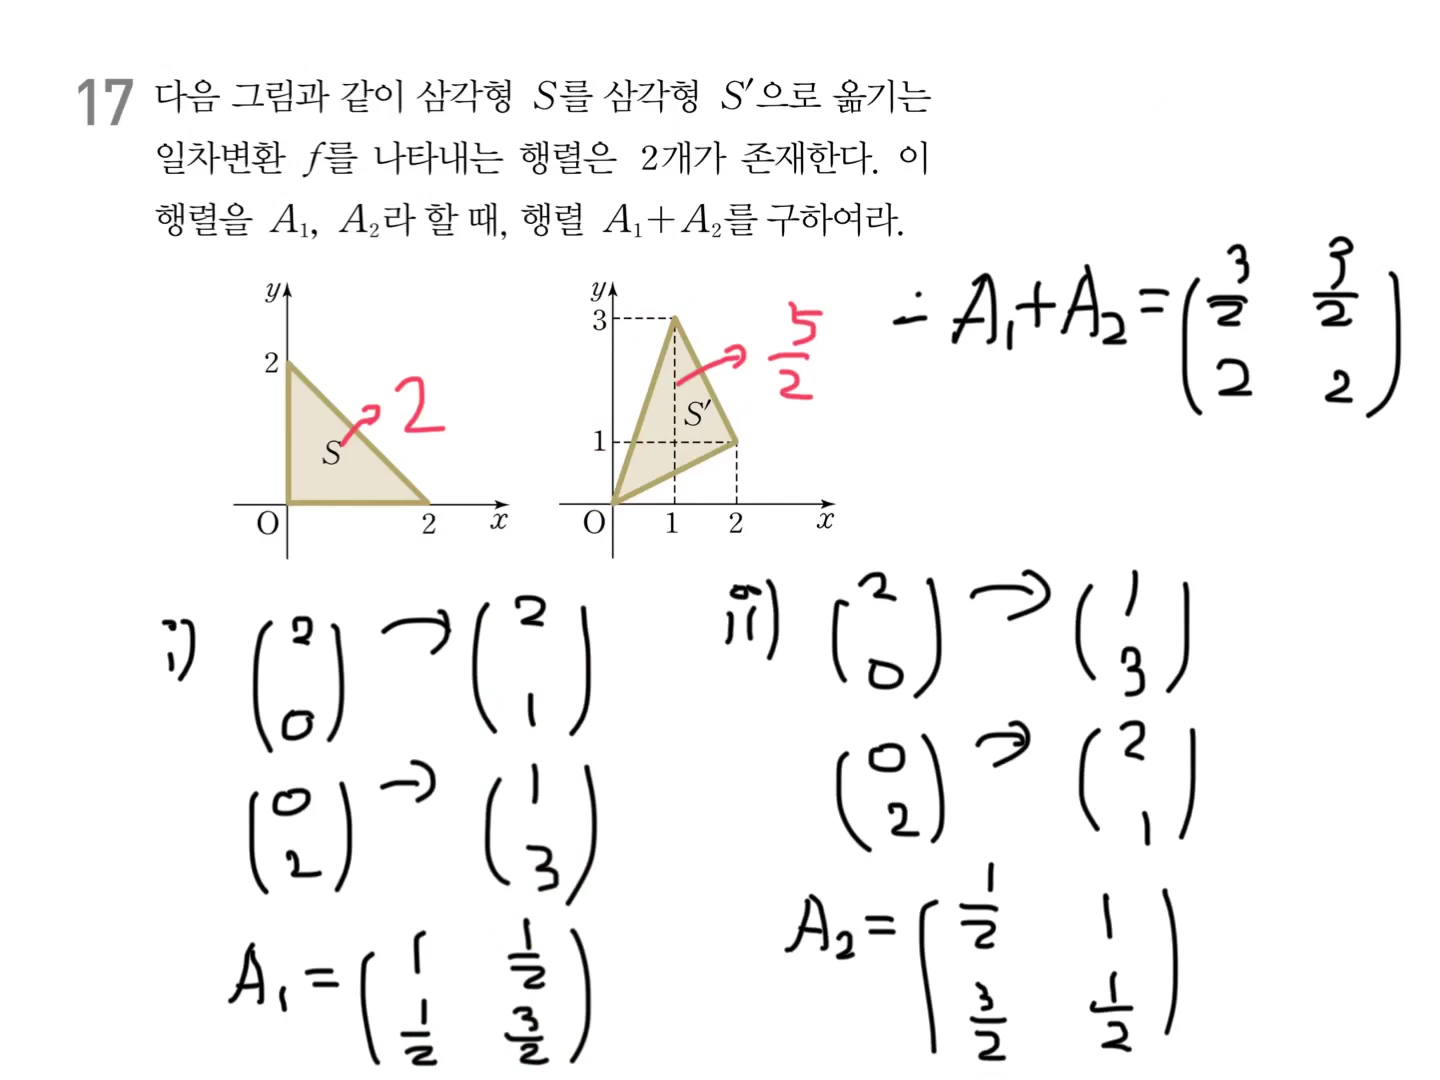 17 다음 그림과 같이 삼각형 S를 삼각형 S′으로 옮기는
일차변환 f를 나타내는 행렬은 2개가 존재한다. 이
행렬을 A₁, A₂라 할 때, 행렬 A₁+A₂를 구하여라.
∴ A₁+A₂ = (3/2 3/2
2 2)
y
2
S → 2
O 2 x
y
3
→ 5/2
S′
1
O 1 2 x
i) (2 0) → (2 1)
(0 2) → (1 3)
A₁ = (1 1/2
1/2 3/2)
ii) (2 0) → (1 3)
(0 2) → (2 1)
A₂ = (1/2 1
3/2 1/2)